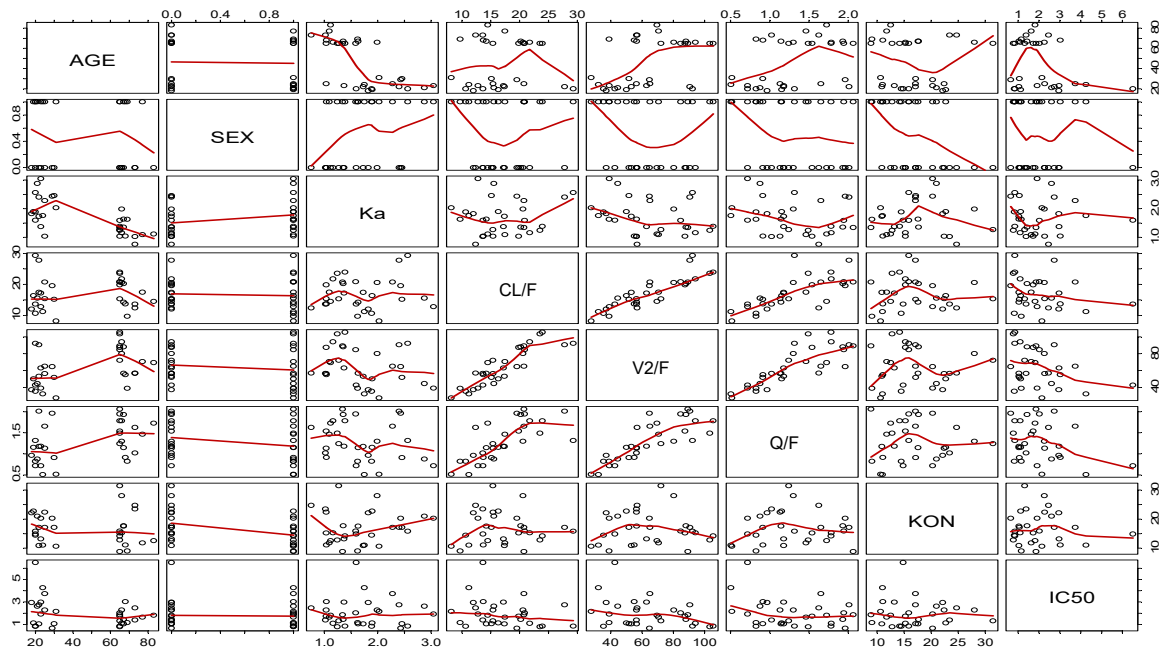 0.0 0.4 0.8
10 15 20 25 30
0.5 1.0 1.5 2.0
1 2 3 4 5 6
AGE
20 40 60 80
0.0 0.4 0.8
SEX
Ka
1.0 2.0 3.0
10 20 30
CL/F
V2/F
40 80
0.5 1.5
Q/F
KON
10 20 30
1 3 5
IC50
20 40 60 80
1.0 2.0 3.0
40 60 80 100
10 15 20 25 30